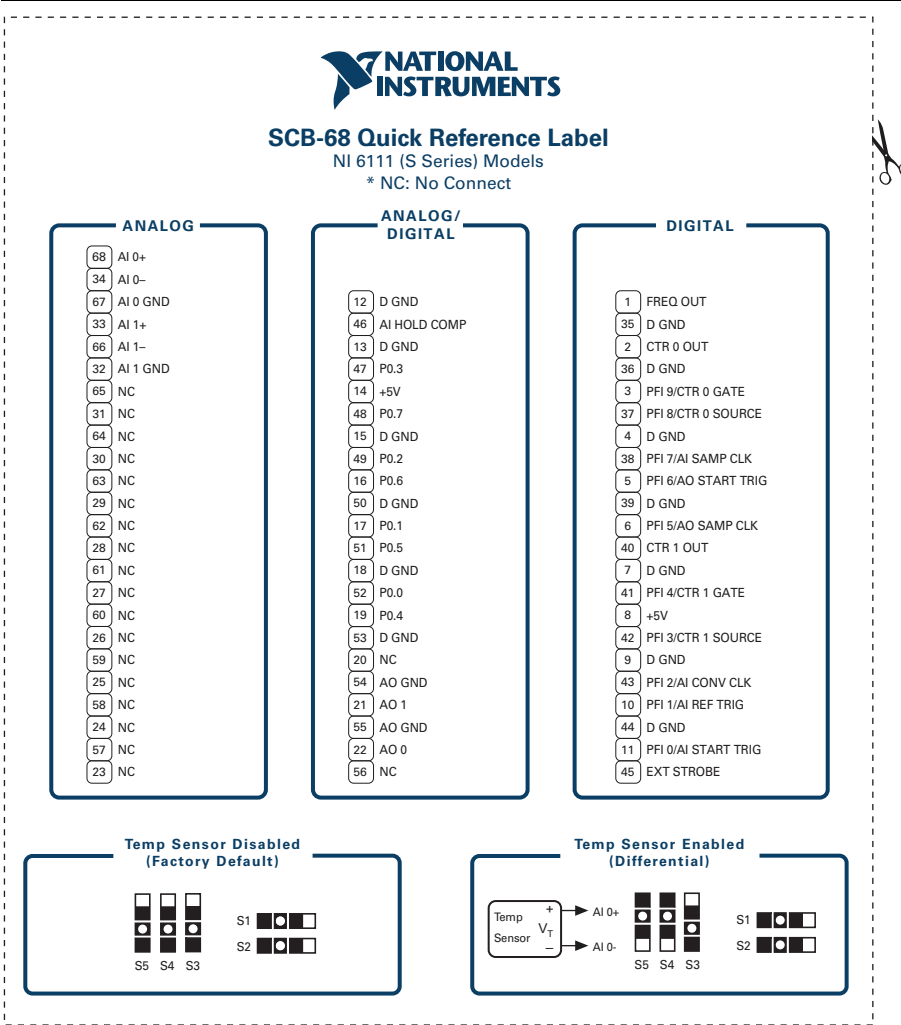 NATIONAL
INSTRUMENTS
SCB-68 Quick Reference Label
NI 6111 (S Series) Models
* NC: No Connect
ANALOG
68 AI 0+
34 AI 0–
67 AI 0 GND
33 AI 1+
66 AI 1–
32 AI 1 GND
65 NC
31 NC
64 NC
30 NC
63 NC
29 NC
62 NC
28 NC
61 NC
27 NC
60 NC
26 NC
59 NC
25 NC
58 NC
24 NC
57 NC
23 NC
ANALOG/
DIGITAL
12 D GND
46 AI HOLD COMP
13 D GND
47 P0.3
14 +5V
48 P0.7
15 D GND
49 P0.2
16 P0.6
50 D GND
17 P0.1
51 P0.5
18 D GND
52 P0.0
19 P0.4
53 D GND
20 NC
54 AO GND
21 AO 1
55 AO GND
22 AO 0
56 NC
DIGITAL
1 FREQ OUT
35 D GND
2 CTR 0 OUT
36 D GND
3 PFI 9/CTR 0 GATE
37 PFI 8/CTR 0 SOURCE
4 D GND
38 PFI 7/AI SAMP CLK
5 PFI 6/AO START TRIG
39 D GND
6 PFI 5/AO SAMP CLK
40 CTR 1 OUT
7 D GND
41 PFI 4/CTR 1 GATE
8 +5V
42 PFI 3/CTR 1 SOURCE
9 D GND
43 PFI 2/AI CONV CLK
10 PFI 1/AI REF TRIG
44 D GND
11 PFI 0/AI START TRIG
45 EXT STROBE
Temp Sensor Disabled
(Factory Default)
S1
S2
S5 S4 S3
Temp Sensor Enabled
(Differential)
Temp
Sensor
+
VT
–
AI 0+
AI 0-
S1
S2
S5 S4 S3